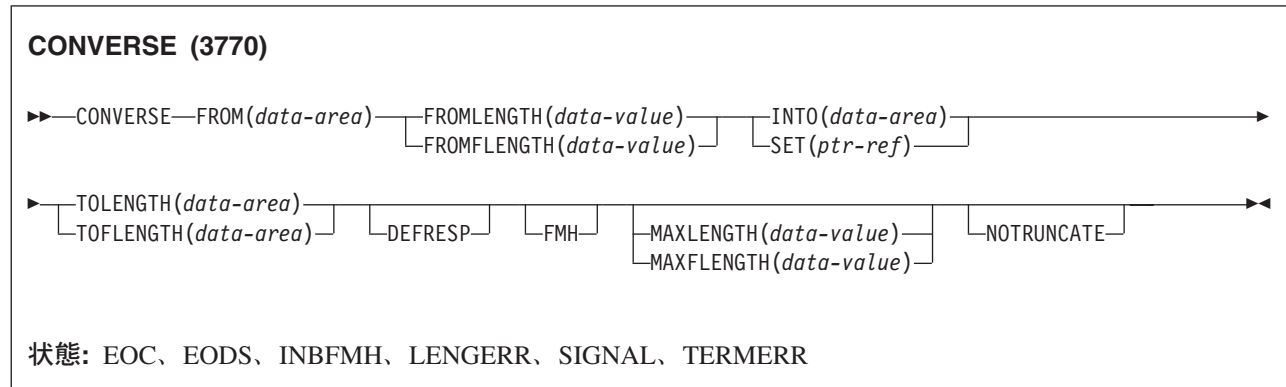 CONVERSE (3770)
CONVERSE FROM(data-area) FROMLENGTH(data-value) INTO(data-area)
FROMFLENGTH(data-value) SET(ptr-ref)
TOLENGTH(data-area)
TOFLENGTH(data-area) DEFRESP FMH MAXLENGTH(data-value) NOTRUNCATE
MAXFLENGTH(data-value)
状態: EOC、EODS、INBFMH、LENGERR、SIGNAL、TERMERR